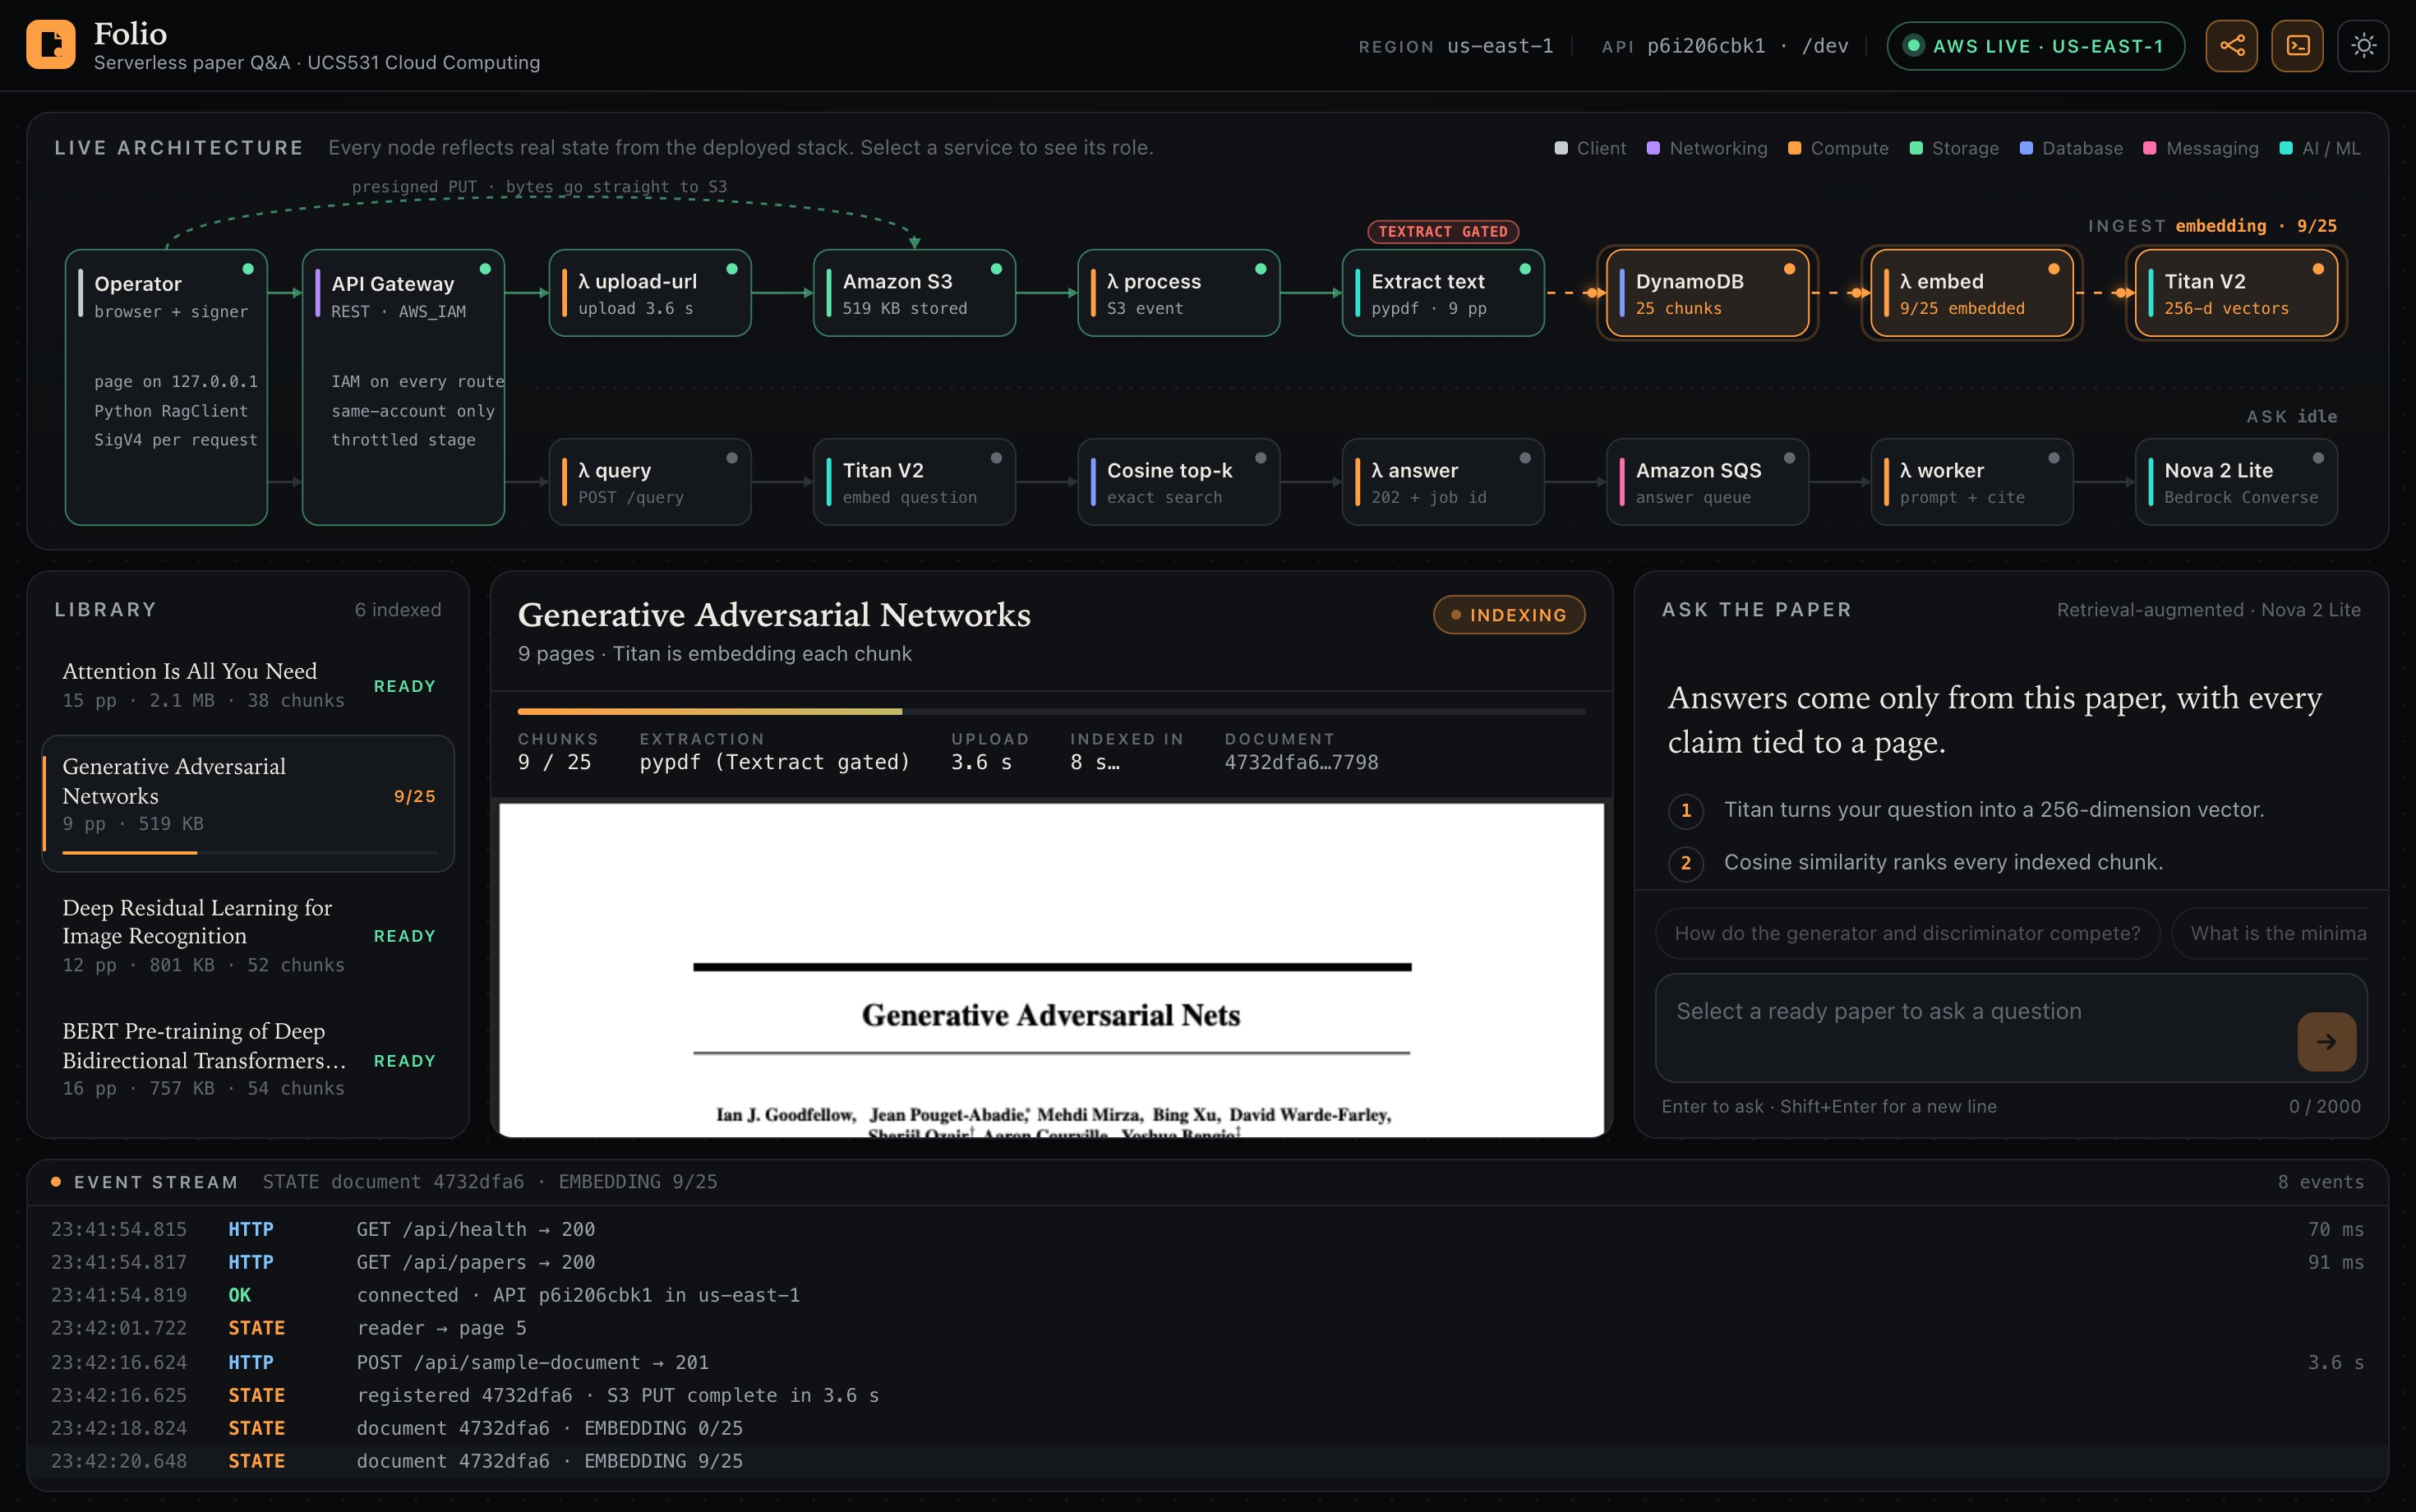 Folio
Serverless paper Q&A · UCS531 Cloud Computing
REGION us-east-1
API p6i206cbk1 · /dev
AWS LIVE · US-EAST-1
LIVE ARCHITECTURE Every node reflects real state from the deployed stack. Select a service to see its role.
Client Networking Compute Storage Database Messaging AI / ML
presigned PUT · bytes go straight to S3
TEXTRACT GATED
INGEST embedding · 9/25
Operator
browser + signer
page on 127.0.0.1
Python RagClient
SigV4 per request
API Gateway
REST · AWS_IAM
IAM on every route
same-account only
throttled stage
λ upload-url
upload 3.6 s
Amazon S3
519 KB stored
λ process
S3 event
Extract text
pypdf · 9 pp
DynamoDB
25 chunks
λ embed
9/25 embedded
Titan V2
256-d vectors
ASK idle
λ query
POST /query
Titan V2
embed question
Cosine top-k
exact search
λ answer
202 + job id
Amazon SQS
answer queue
λ worker
prompt + cite
Nova 2 Lite
Bedrock Converse
LIBRARY 6 indexed
Attention Is All You Need
15 pp · 2.1 MB · 38 chunks
READY
Generative Adversarial
Networks
9 pp · 519 KB
9/25
Deep Residual Learning for
Image Recognition
12 pp · 801 KB · 52 chunks
READY
BERT Pre-training of Deep
Bidirectional Transformers…
16 pp · 757 KB · 54 chunks
READY
Generative Adversarial Networks
INDEXING
9 pages · Titan is embedding each chunk
CHUNKS
9 / 25
EXTRACTION
pypdf (Textract gated)
UPLOAD
3.6 s
INDEXED IN
8 s…
DOCUMENT
4732dfa6…7798
Generative Adversarial Nets
Ian J. Goodfellow, Jean Pouget-Abadie,* Mehdi Mirza, Bing Xu, David Warde-Farley,
Sherjil Ozair,† Aaron Courville, Yoshua Bengio‡
ASK THE PAPER Retrieval-augmented · Nova 2 Lite
Answers come only from this paper, with every
claim tied to a page.
1 Titan turns your question into a 256-dimension vector.
2 Cosine similarity ranks every indexed chunk.
How do the generator and discriminator compete?
What is the minima
Select a ready paper to ask a question
Enter to ask · Shift+Enter for a new line 0 / 2000
EVENT STREAM STATE document 4732dfa6 · EMBEDDING 9/25 8 events
23:41:54.815 HTTP GET /api/health → 200 70 ms
23:41:54.817 HTTP GET /api/papers → 200 91 ms
23:41:54.819 OK connected · API p6i206cbk1 in us-east-1
23:42:01.722 STATE reader → page 5
23:42:16.624 HTTP POST /api/sample-document → 201 3.6 s
23:42:16.625 STATE registered 4732dfa6 · S3 PUT complete in 3.6 s
23:42:18.824 STATE document 4732dfa6 · EMBEDDING 0/25
23:42:20.648 STATE document 4732dfa6 · EMBEDDING 9/25